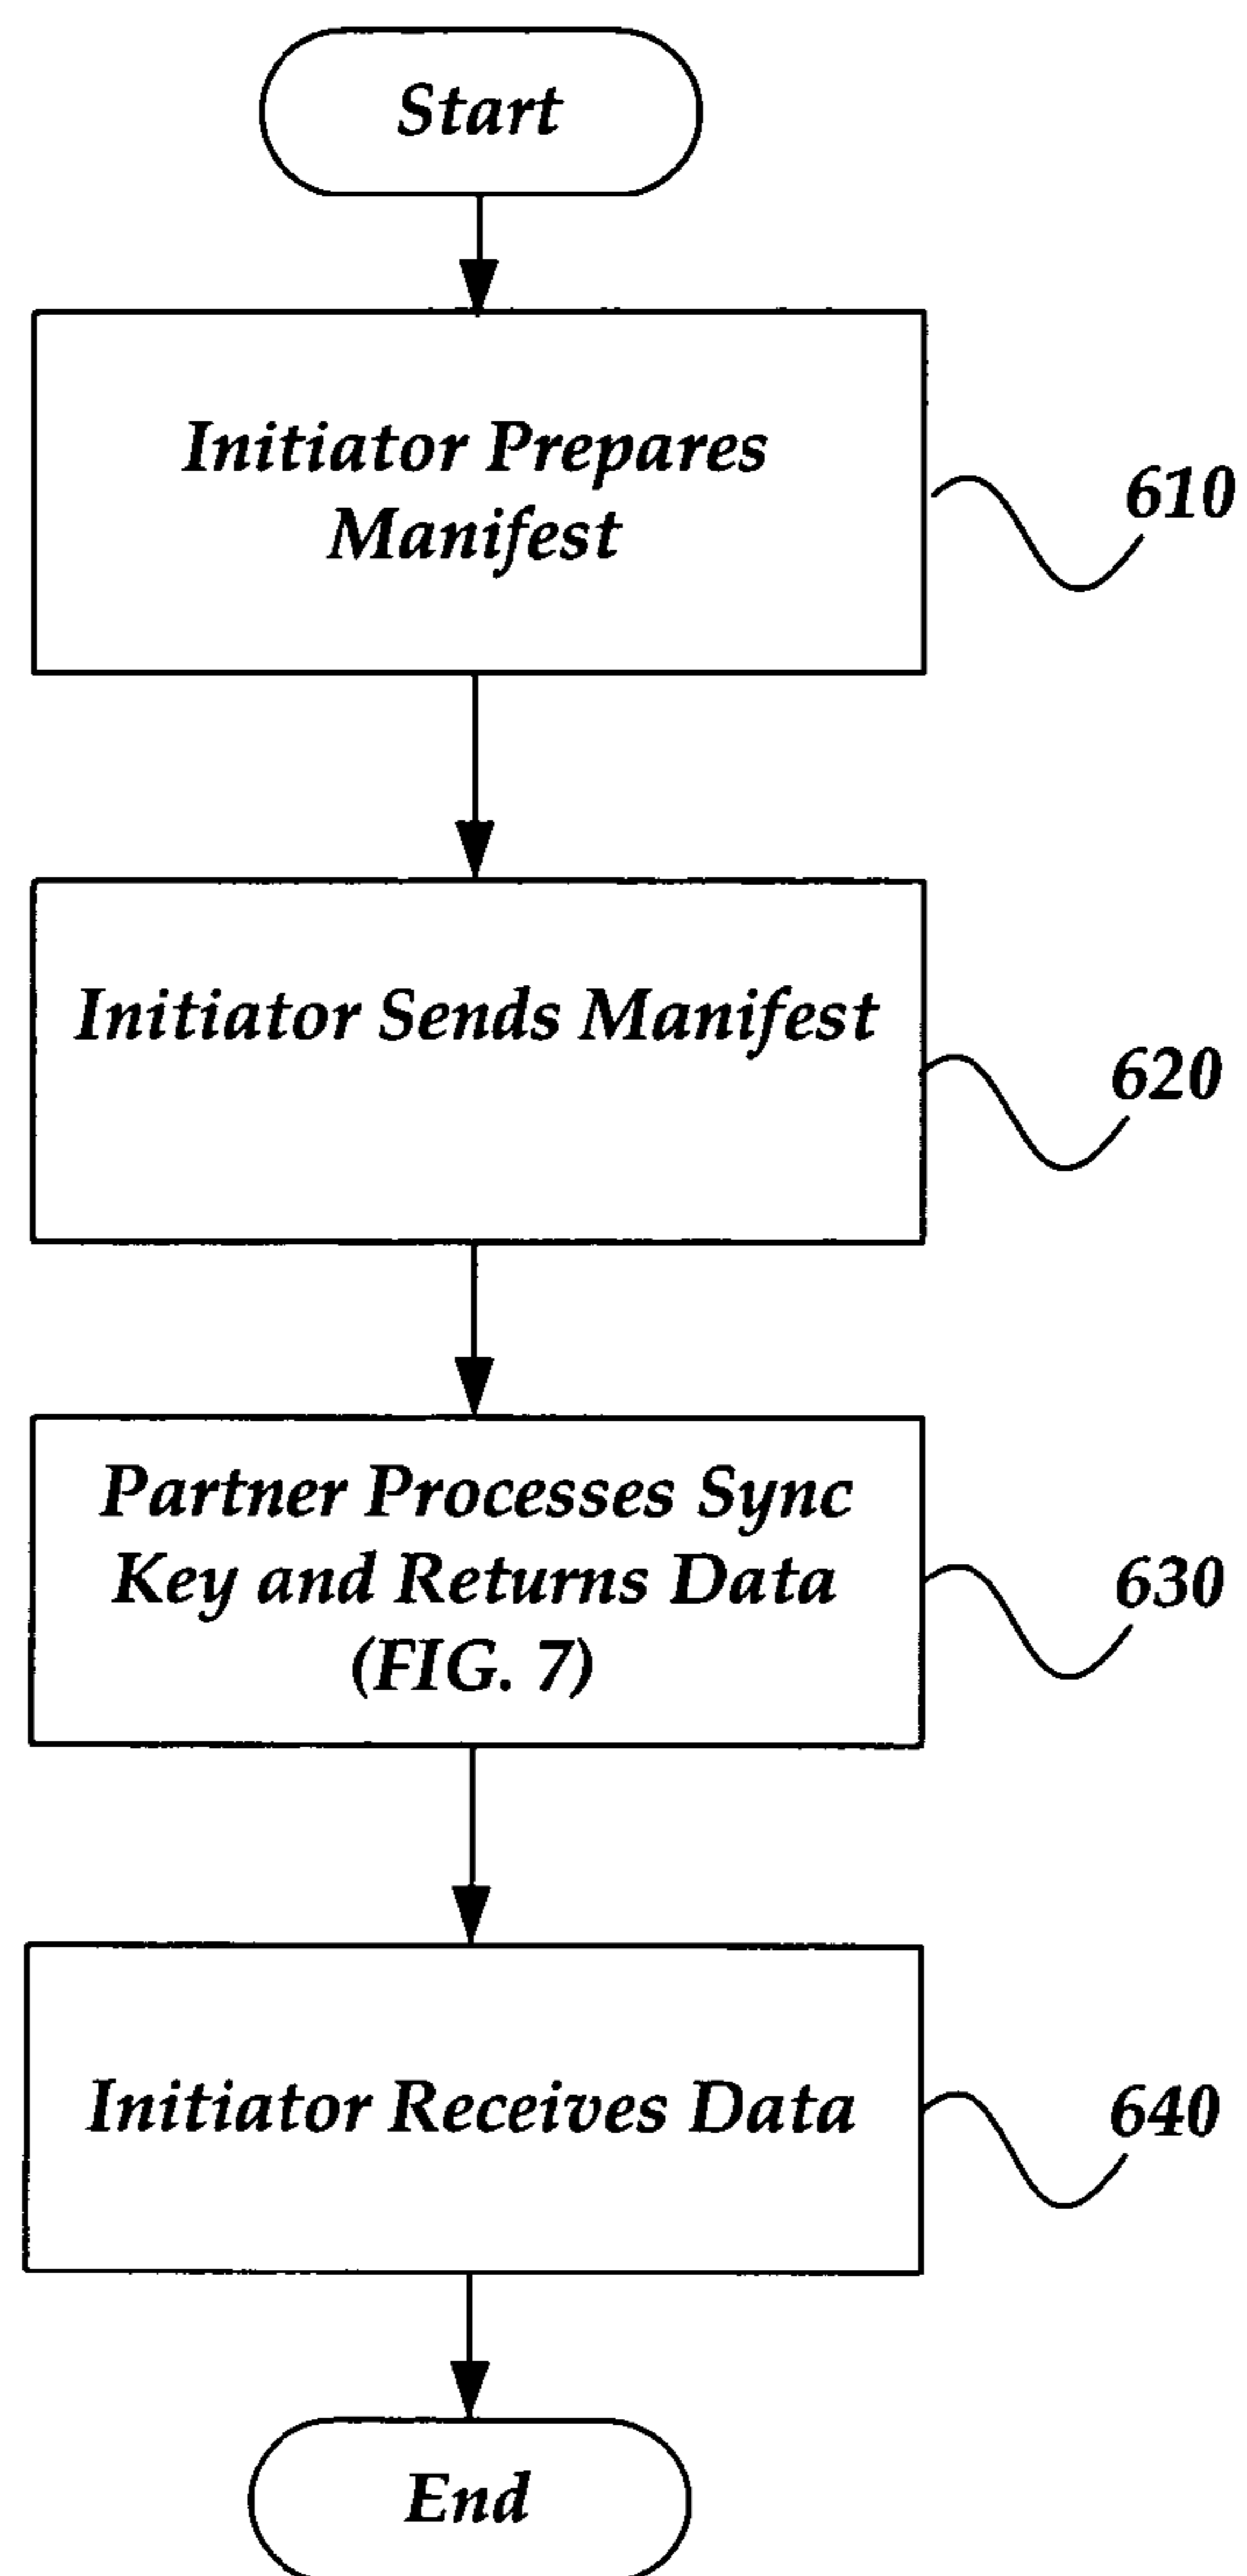 Start
Initiator Prepares
Manifest
610
Initiator Sends Manifest
620
Partner Processes Sync
Key and Returns Data
(FIG. 7)
630
Initiator Receives Data
640
End